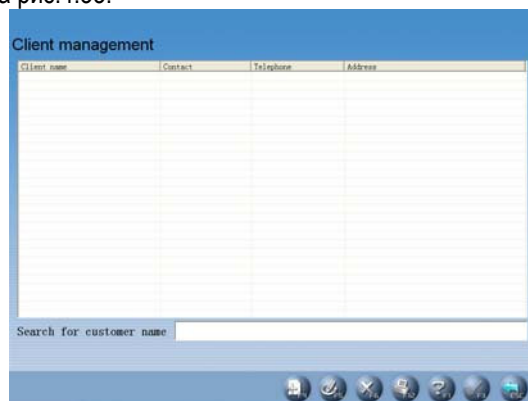 Client management
Client name Contact Telephone Address
Search for customer name